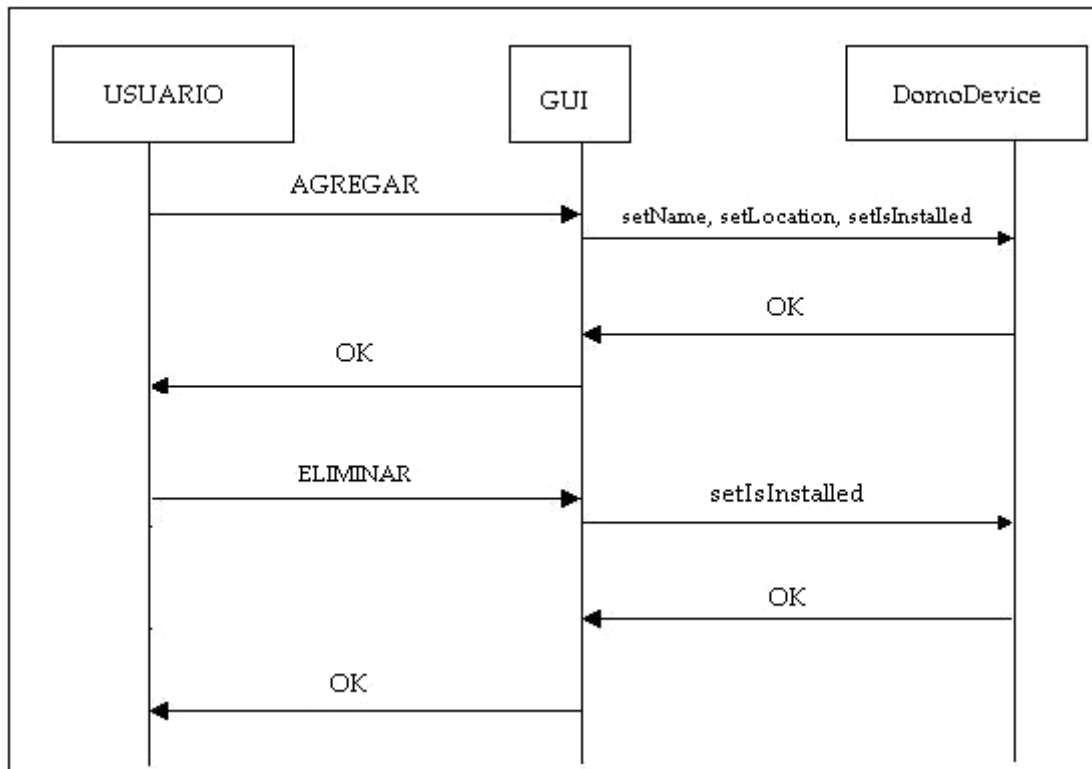 USUARIO
GUI
DomoDevice
AGREGAR
setName, setLocation, setIsInstalled
OK
OK
ELIMINAR
setIsInstalled
OK
OK